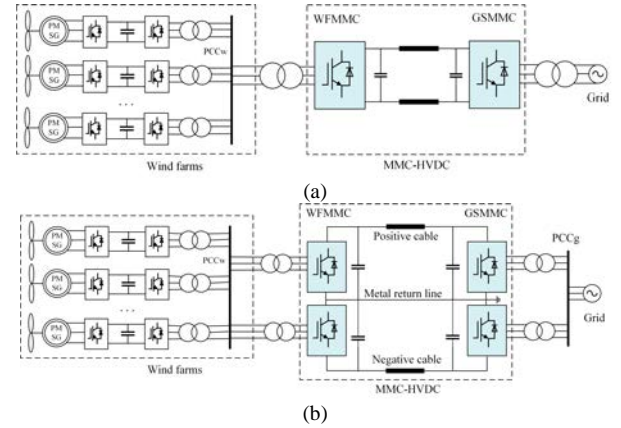 WFMMC GSMMC
PM SG
PCCw
PM SG
. . .
PM SG
Grid
Wind farms
MMC-HVDC
(a)
WFMMC GSMMC
PM SG
Positive cable
PCCg
PCCw
PM SG
Metal return line
. . .
PM SG
Grid
Negative cable
Wind farms
MMC-HVDC
(b)